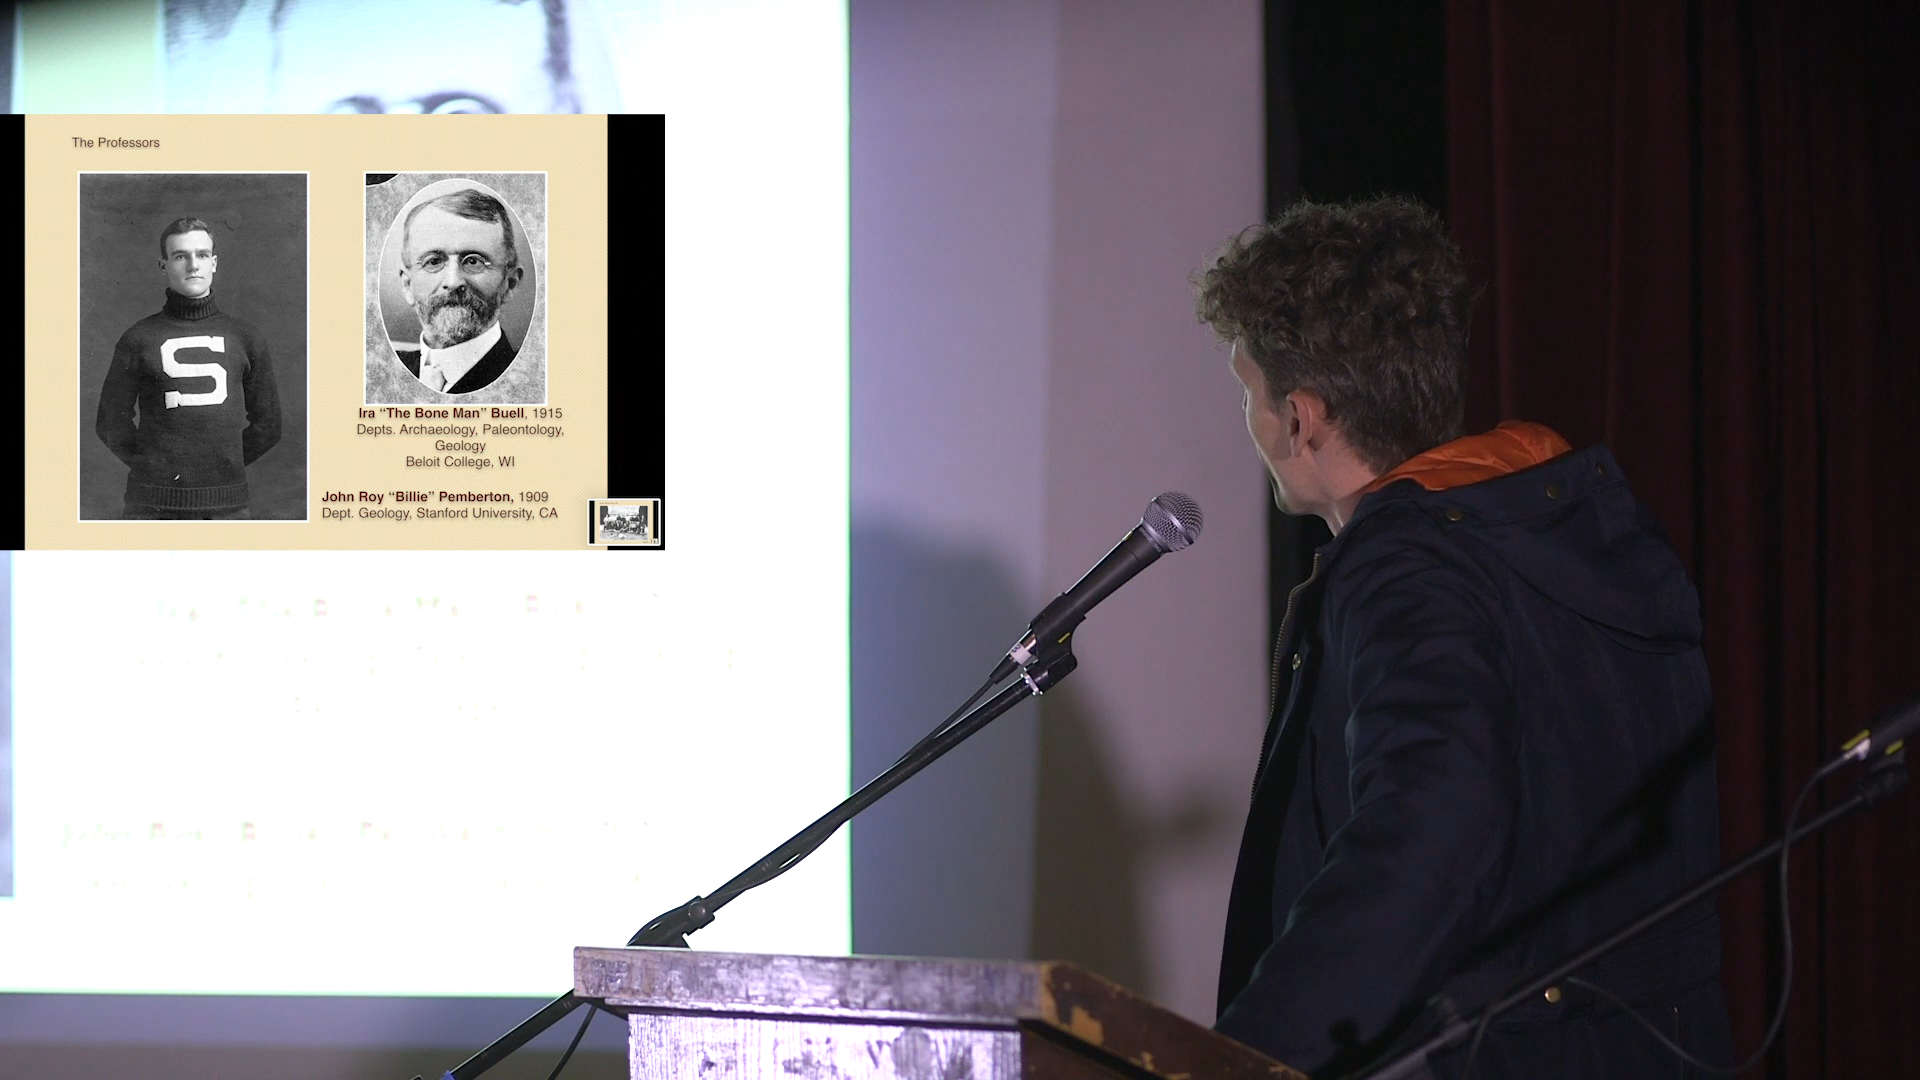 The Professors
S
Ira “The Bone Man” Buell, 1915
Depts. Archaeology, Paleontology,
Geology
Beloit College, WI
John Roy “Billie” Pemberton, 1909
Dept. Geology, Stanford University, CA